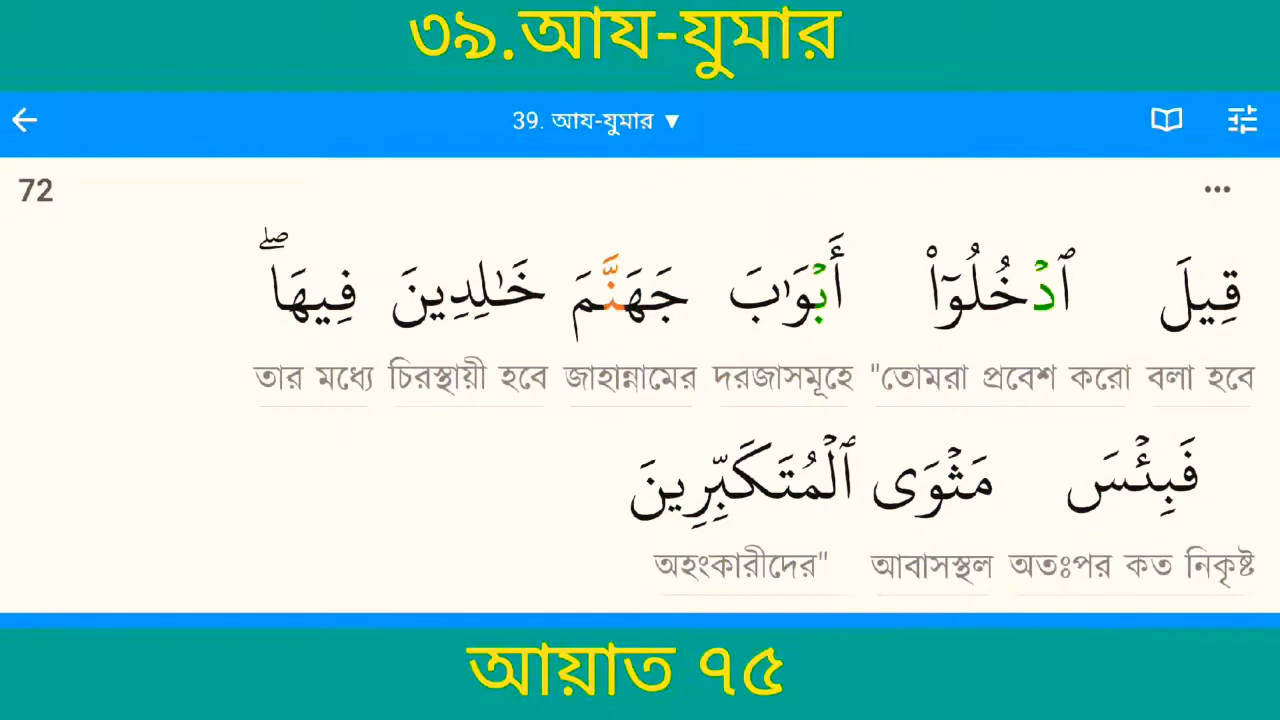 ৩৯.আয-যুমার
39. আয-যুমার ▼
72
قِيلَ ٱدْخُلُوٓا۟ أَبْوَٰبَ جَهَنَّمَ خَـٰلِدِينَ فِيهَا ۖ
তার মধ্যে চিরস্থায়ী হবে জাহান্নামের দরজাসমূহে "তোমরা প্রবেশ করো বলা হবে
فَبِئْسَ مَثْوَى ٱلْمُتَكَبِّرِينَ
অহংকারীদের" আবাসস্থল অতঃপর কত নিকৃষ্ট
আয়াত ৭৫